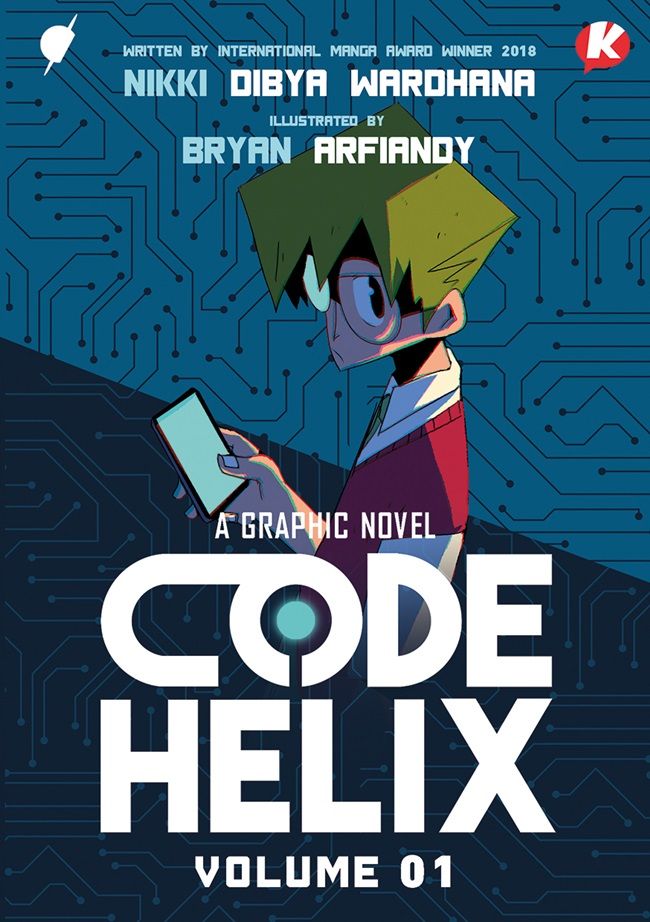 WRITTEN BY INTERNATIONAL MANGA AWARD WINNER 2018
NIKKI DIBYA WARDHANA
K
ILLUSTRATED BY
BRYAN ARFIANDY
A GRAPHIC NOVEL
CODE
HELIX
VOLUME 01